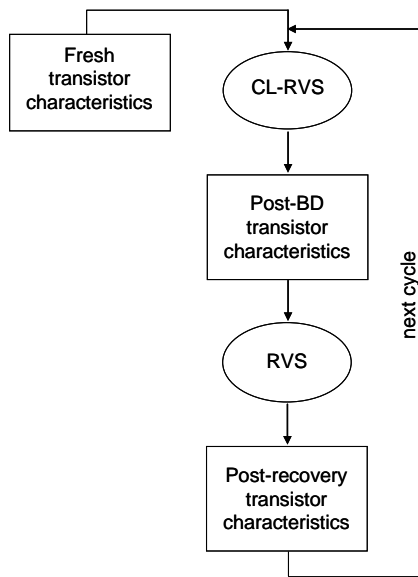 Fresh
transistor
characteristics
CL-RVS
Post-BD
transistor
characteristics
next cycle
RVS
Post-recovery
transistor
characteristics